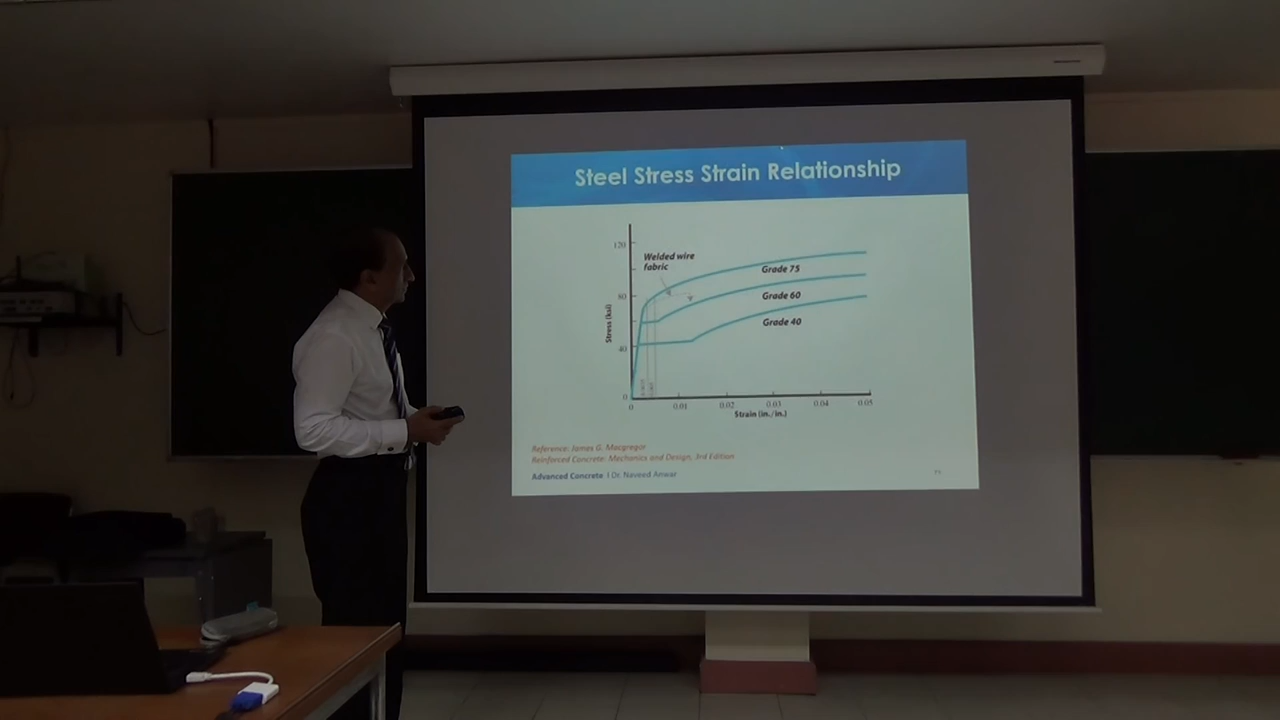 Steel Stress Strain Relationship
120
Welded wire
fabric
Grade 75
80
Grade 60
Stress (ksi)
Grade 40
40
0
0 0.01 0.02 0.03 0.04 0.05
Strain (in./in.)
Reference: James G. Macgregor
Reinforced Concrete: Mechanics and Design, 3rd Edition
Advanced Concrete I Dr. Naveed Anwar